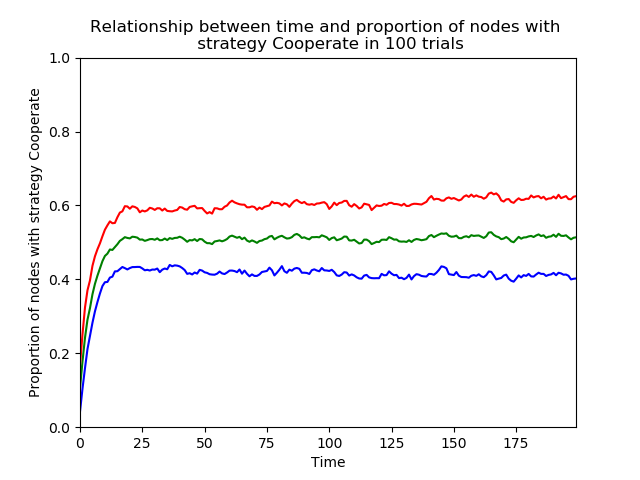 Relationship between time and proportion of nodes with
strategy Cooperate in 100 trials
Proportion of nodes with strategy Cooperate
1.0
0.8
0.6
0.4
0.2
0.0
0 25 50 75 100 125 150 175
Time